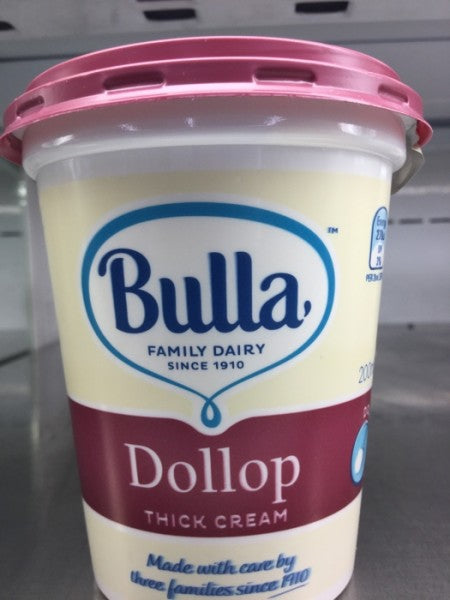 Bulla
TM
FAMILY DAIRY
SINCE 1910
Dollop
THICK CREAM
Made with care by
three families since 1910